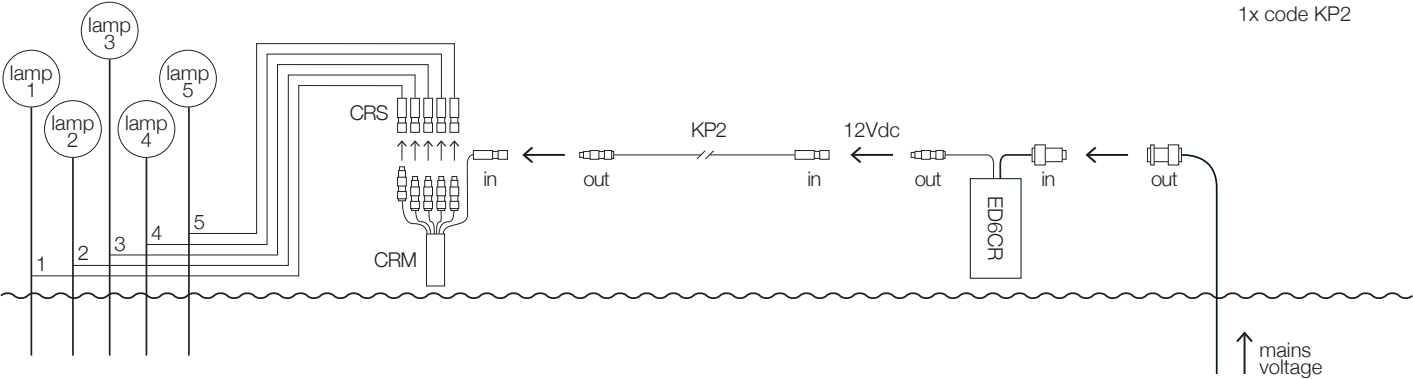 1x code KP2
lamp
3
lamp
1
lamp
5
lamp
2
lamp
4
CRS
KP2
12Vdc
in
out
in
out
in
out
ED6CR
5
4
3
2
1
CRM
mains
voltage